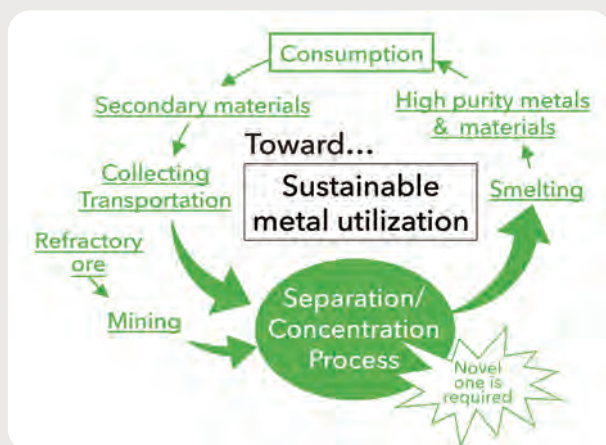 Consumption
Secondary materials
High purity metals
& materials
Toward...
Collecting
Transportation
Sustainable
metal utilization
Smelting
Refractory
ore
Mining
Separation/
Concentration
Process
Novel
one is
required